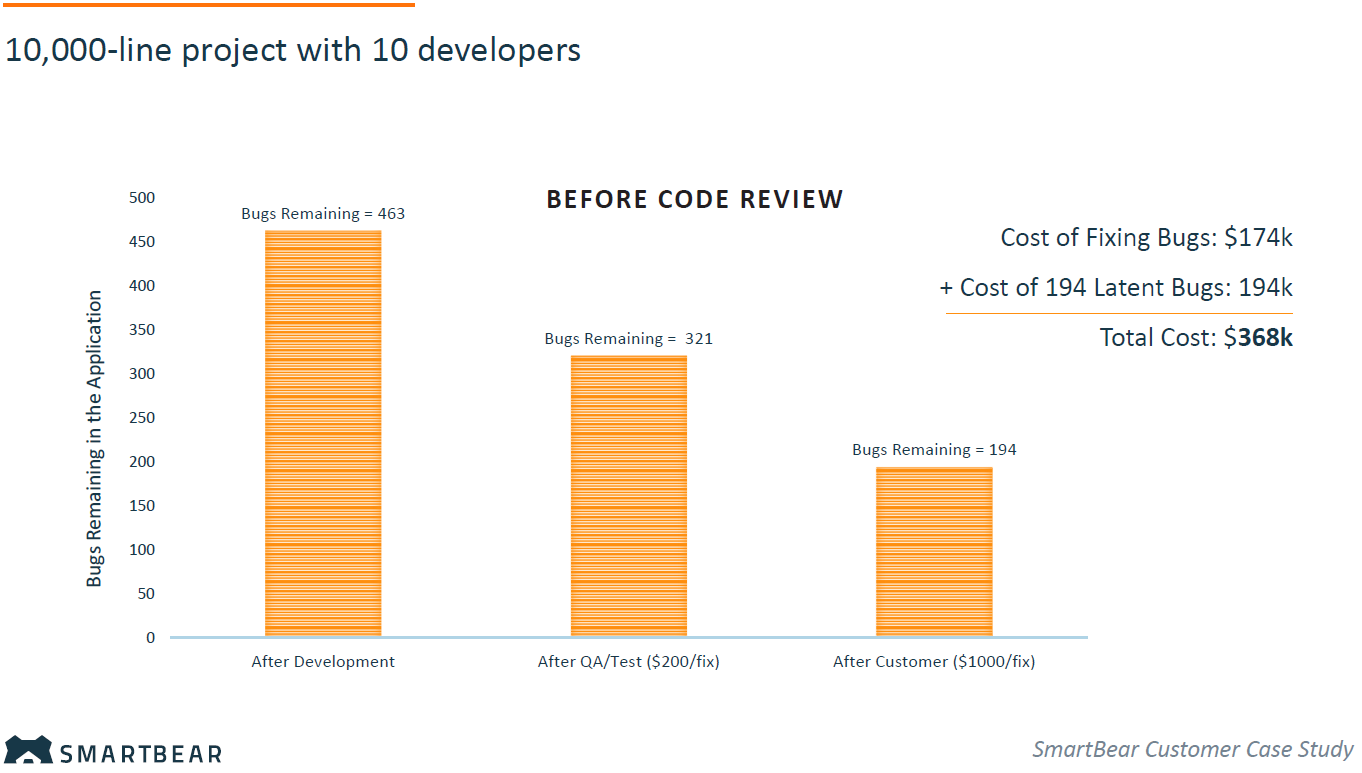 10,000-line project with 10 developers
BEFORE CODE REVIEW
Cost of Fixing Bugs: $174k
+ Cost of 194 Latent Bugs: 194k
Total Cost: $368k
Bugs Remaining in the Application
500
450
400
350
300
250
200
150
100
50
0
Bugs Remaining = 463
Bugs Remaining =  321
Bugs Remaining = 194
After Development
After QA/Test ($200/fix)
After Customer ($1000/fix)
SMARTBEAR
SmartBear Customer Case Study